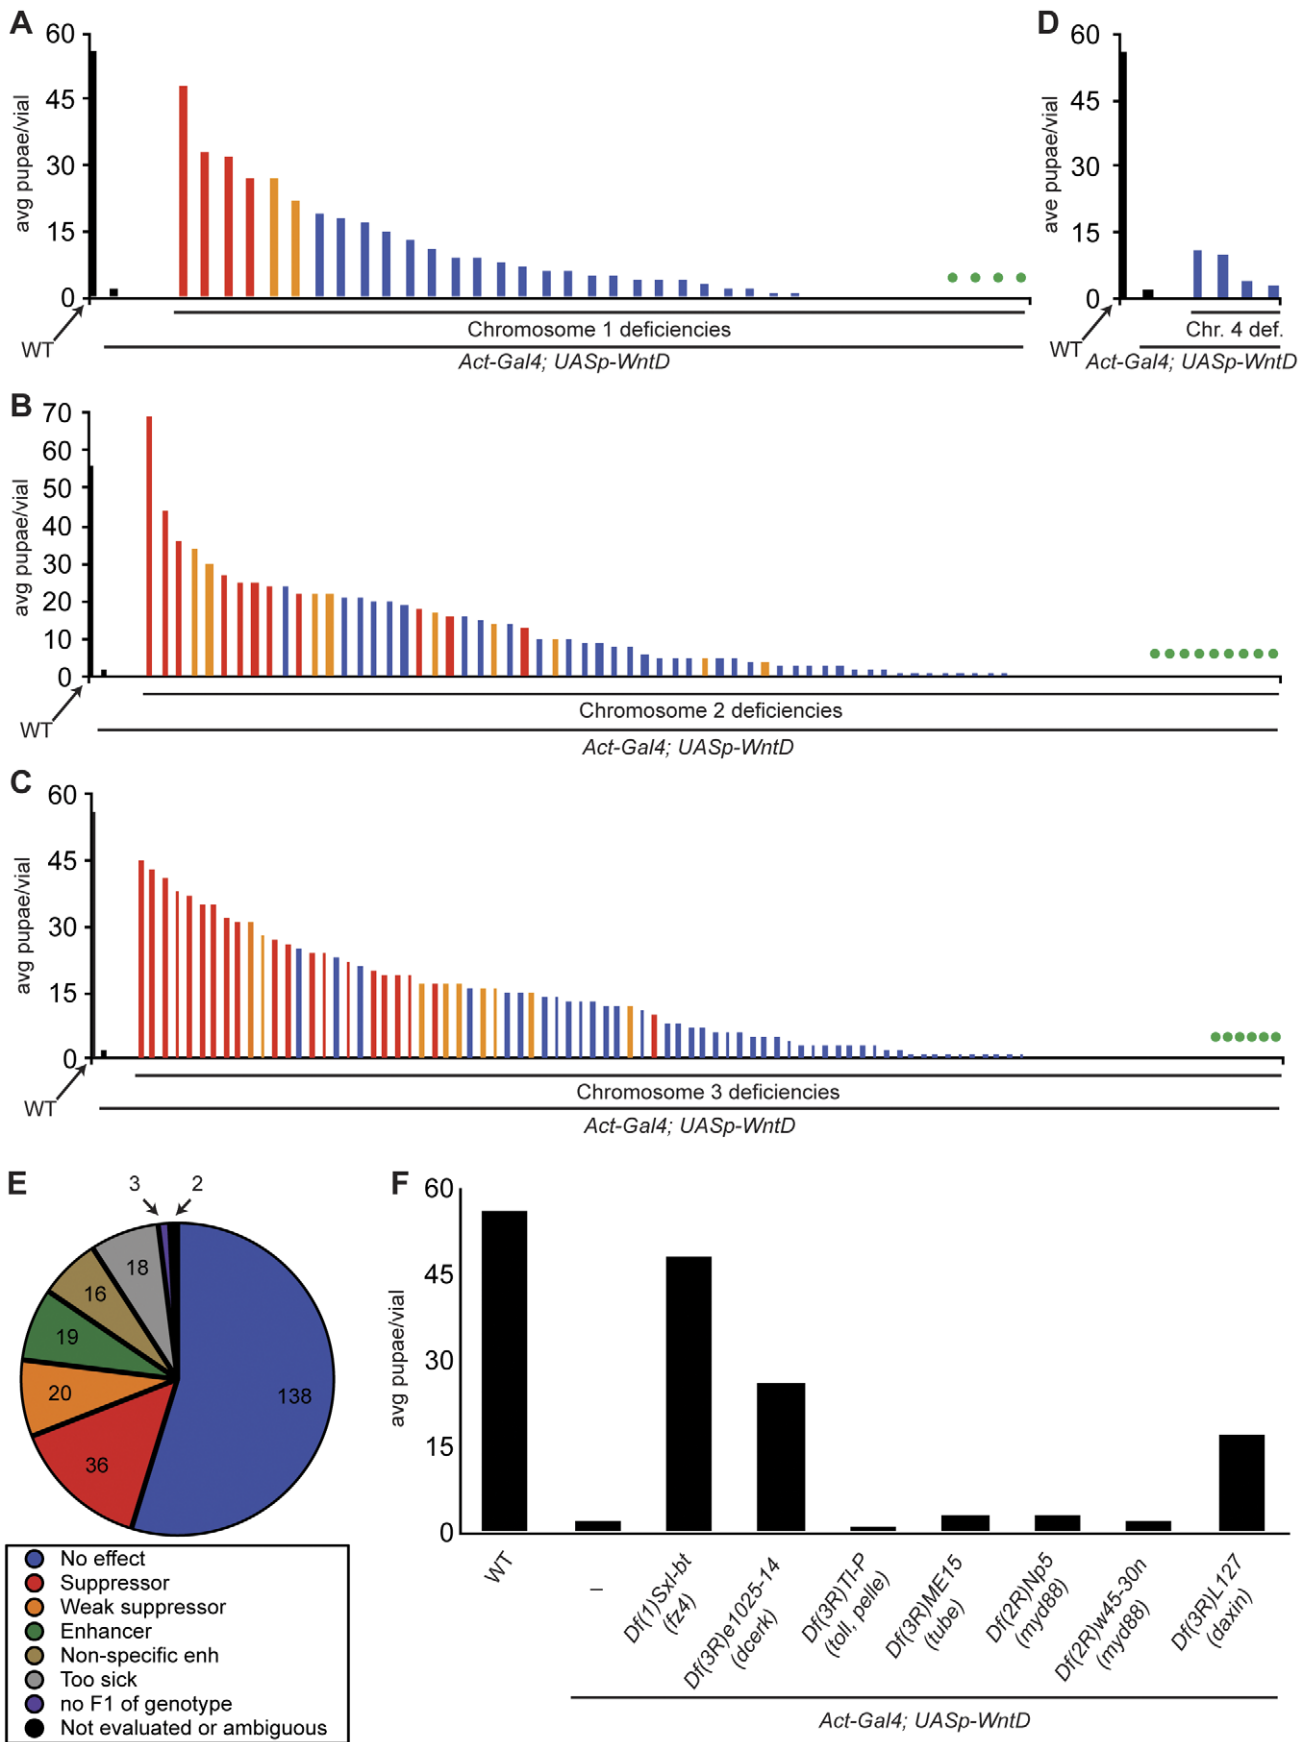 A
60
45
30
15
0
avg pupae/vial
WT
Chromosome 1 deficiencies
Act-Gal4; UASp-WntD
D
60
45
30
15
0
ave pupae/vial
WT
Chr. 4 def.
Act-Gal4; UASp-WntD
B
70
60
50
40
30
20
10
0
avg pupae/vial
WT
Chromosome 2 deficiencies
Act-Gal4; UASp-WntD
C
60
45
30
15
0
avg pupae/vial
WT
Chromosome 3 deficiencies
Act-Gal4; UASp-WntD
E
3
2
18
16
19
20
36
138
No effect
Suppressor
Weak suppressor
Enhancer
Non-specific enh
Too sick
no F1 of genotype
Not evaluated or ambiguous
F
60
45
30
15
0
avg pupae/vial
WT
–
Df(1)Sxl-bt
(fz4)
Df(3R)e1025-14
(dcerk)
Df(3R)Tl-P
(toll, pelle)
Df(3R)ME15
(tube)
Df(2R)Np5
(myd88)
Df(2R)w45-30n
(myd88)
Df(3R)L127
(daxin)
Act-Gal4; UASp-WntD